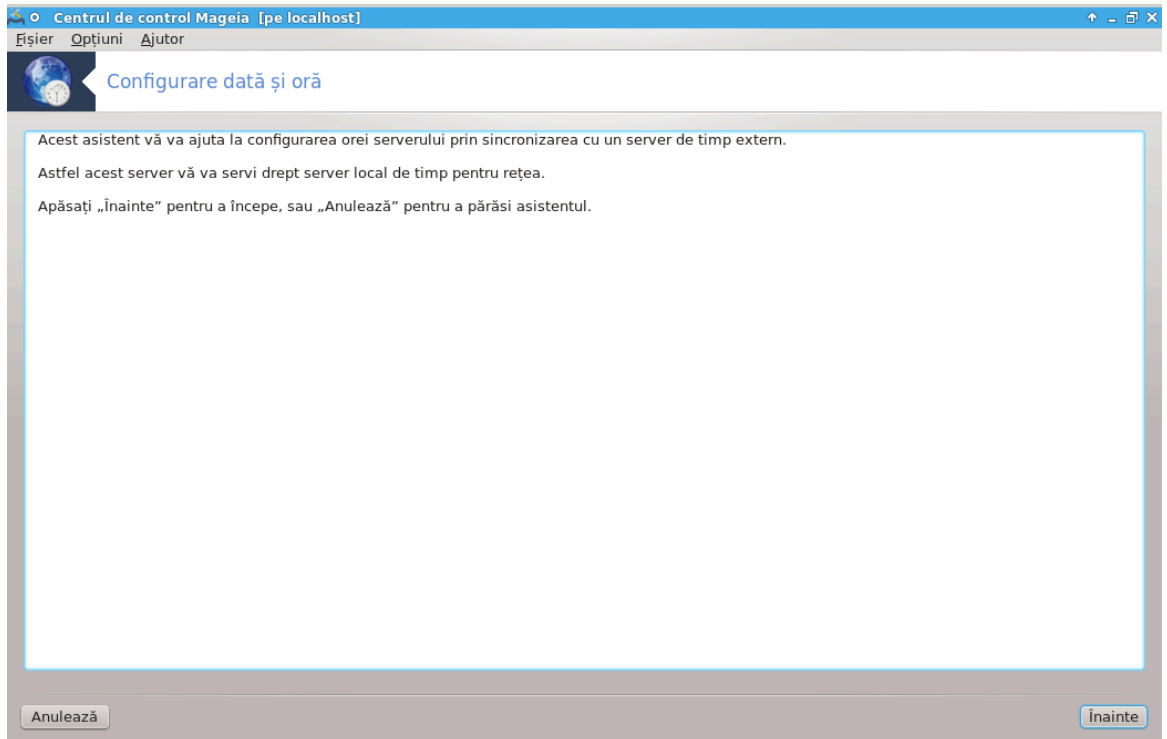 Centrul de control Mageia [pe localhost]
Fișier Opțiuni Ajutor
Configurare dată și oră
Acest asistent vă va ajuta la configurarea orei serverului prin sincronizarea cu un server de timp extern.
Astfel acest server vă va servi drept server local de timp pentru rețea.
Apăsați „Înainte” pentru a începe, sau „Anulează” pentru a părăsi asistentul.
Anulează Înainte